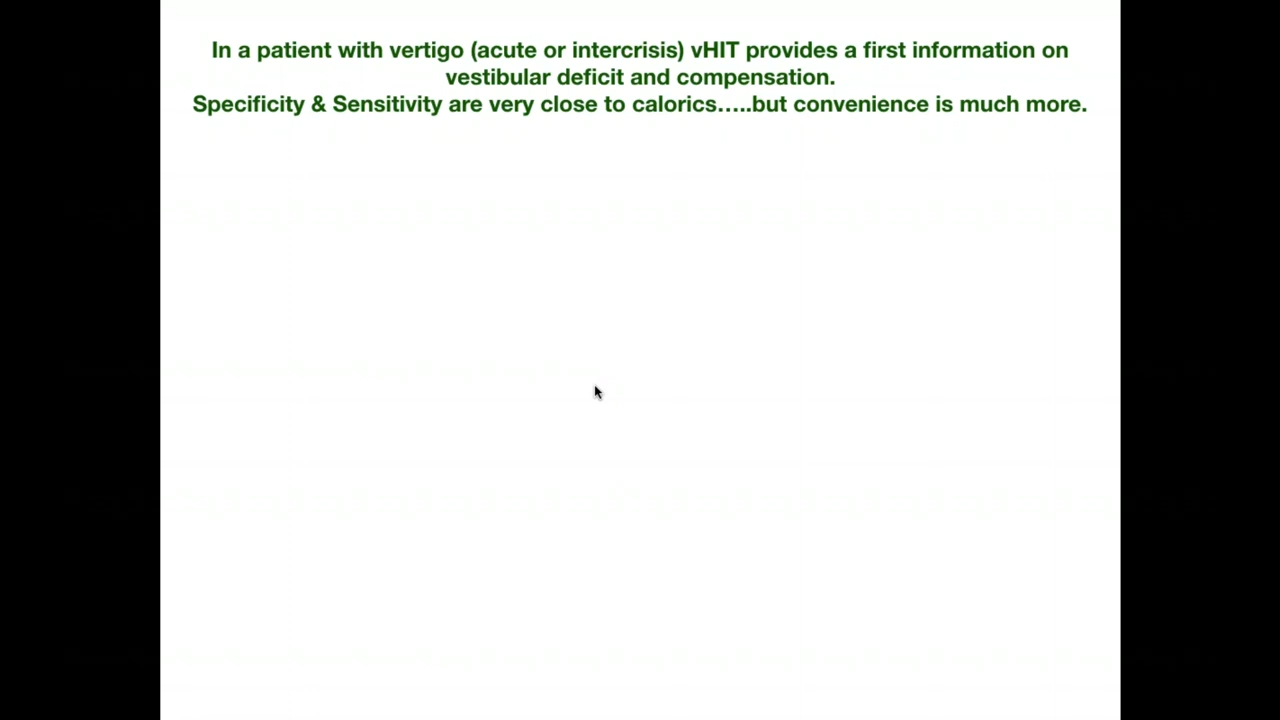 In a patient with vertigo (acute or intercrisis) vHIT provides a first information on
vestibular deficit and compensation.
Specificity & Sensitivity are very close to calorics…..but convenience is much more.